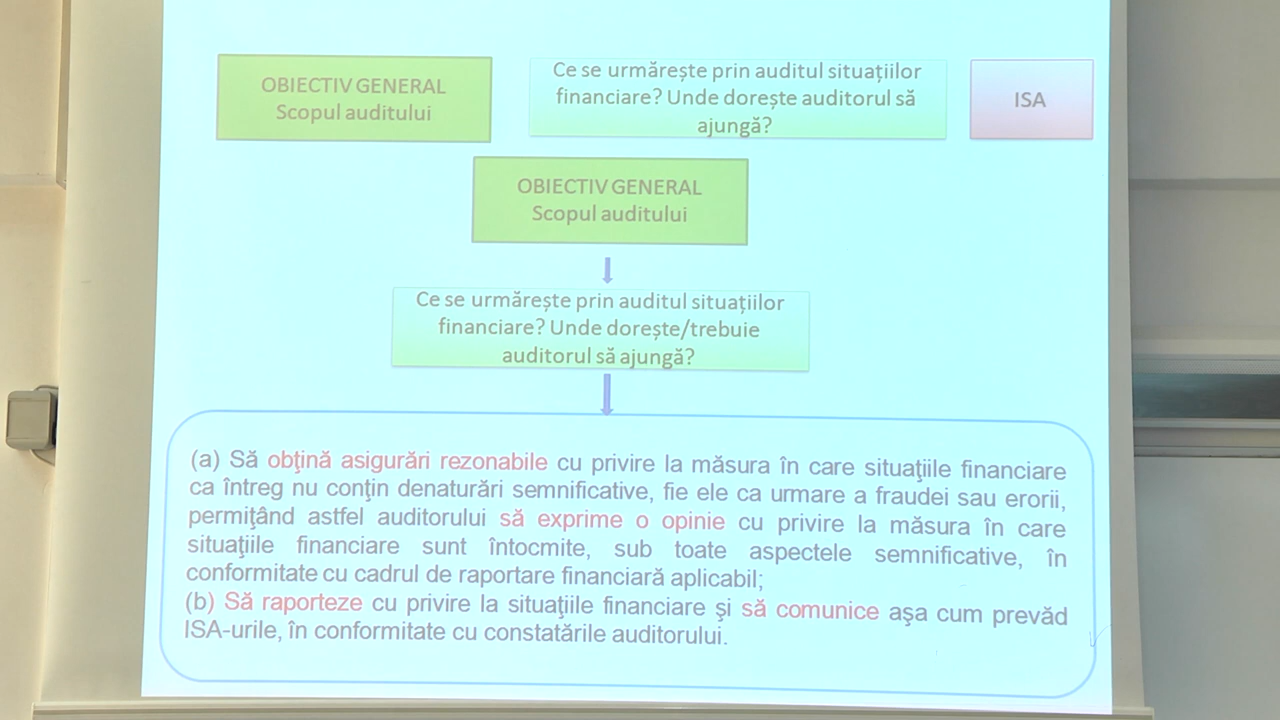 OBIECTIV GENERAL
Scopul auditului
Ce se urmărește prin auditul situațiilor
financiare? Unde dorește auditorul să
ajungă?
ISA
OBIECTIV GENERAL
Scopul auditului
Ce se urmărește prin auditul situațiilor
financiare? Unde dorește/trebuie
auditorul să ajungă?
(a) Să obţină asigurări rezonabile cu privire la măsura în care situaţiile financiare
ca întreg nu conţin denaturări semnificative, fie ele ca urmare a fraudei sau erorii,
permiţând astfel auditorului să exprime o opinie cu privire la măsura în care
situaţiile financiare sunt întocmite, sub toate aspectele semnificative, în
conformitate cu cadrul de raportare financiară aplicabil;
(b) Să raporteze cu privire la situaţiile financiare şi să comunice aşa cum prevăd
ISA-urile, în conformitate cu constatările auditorului.